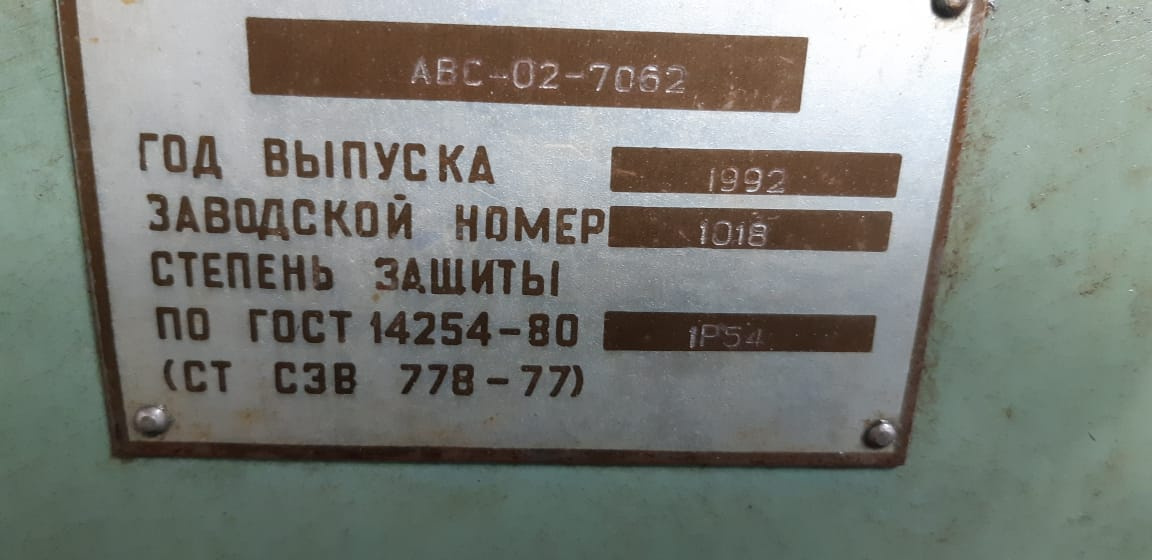 АВС-02-7062
ГОД ВЫПУСКА 1992
ЗАВОДСКОЙ НОМЕР 1018
СТЕПЕНЬ ЗАЩИТЫ
ПО ГОСТ 14254-80 IP54
(СТ СЭВ 778-77)